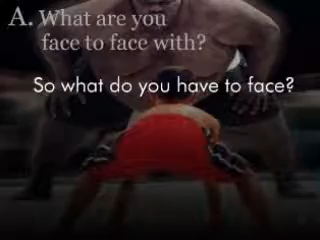 A. What are you
face to face with?
So what do you have to face?